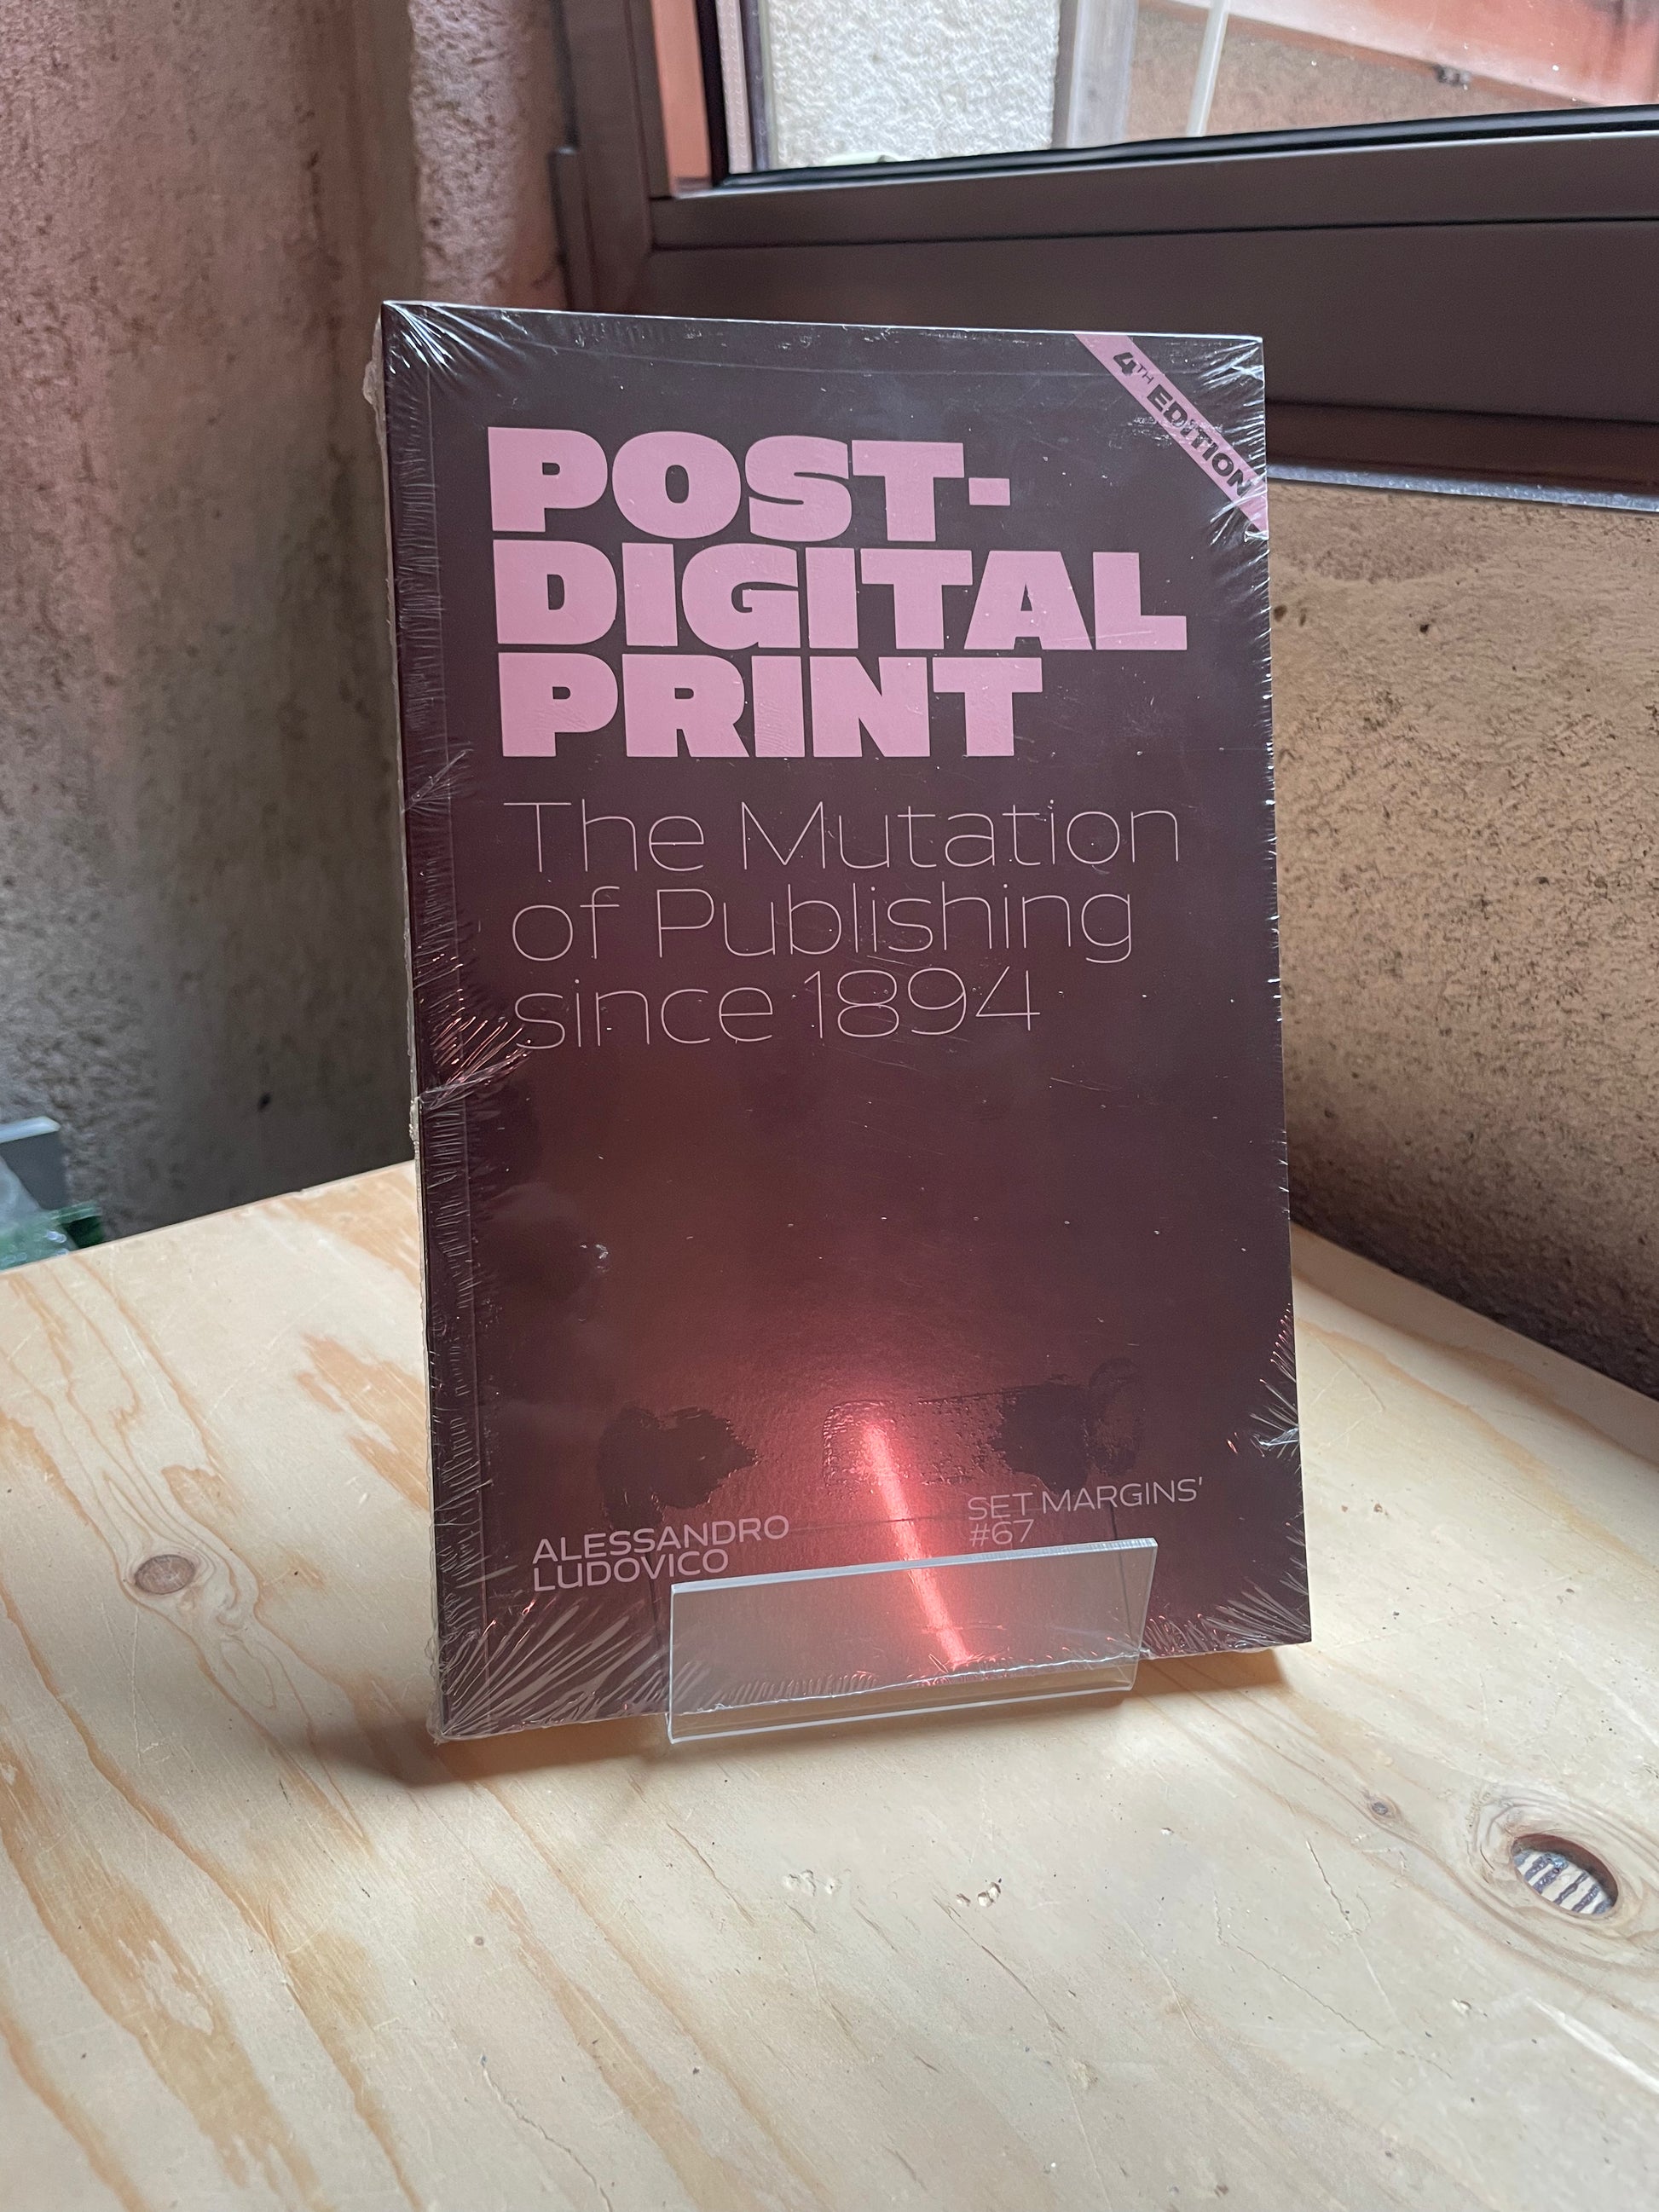 4TH EDITION
POST-
DIGITAL
PRINT
The Mutation
of Publishing
since 1894
ALESSANDRO
LUDOVICO
SET MARGINS'
#67